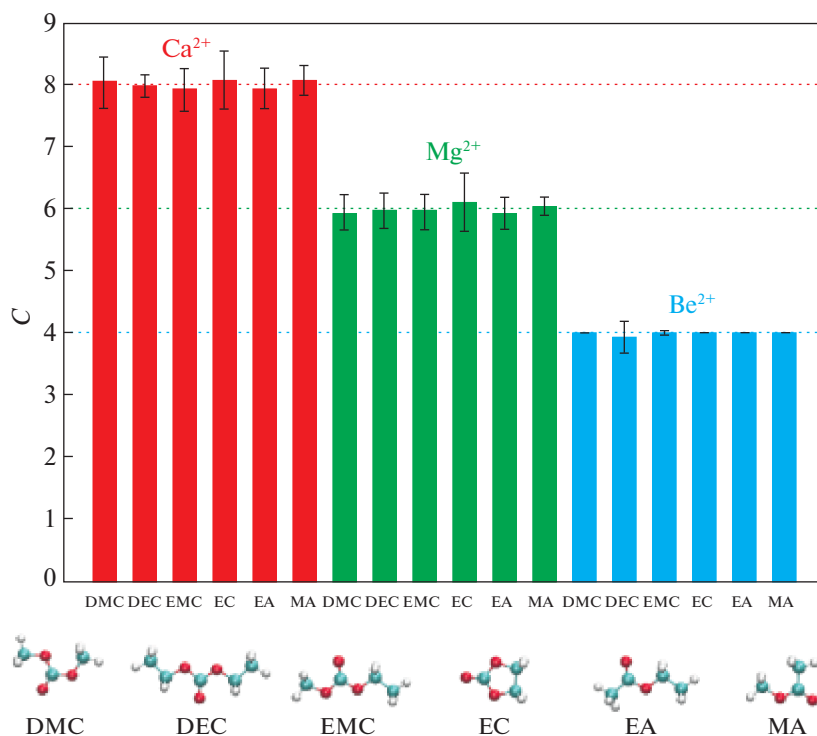 9
Ca²⁺
8
7
Mg²⁺
6
5
C
Be²⁺
4
3
2
1
0
DMC DEC EMC EC EA MA DMC DEC EMC EC EA MA DMC DEC EMC EC EA MA
DMC DEC EMC EC EA MA